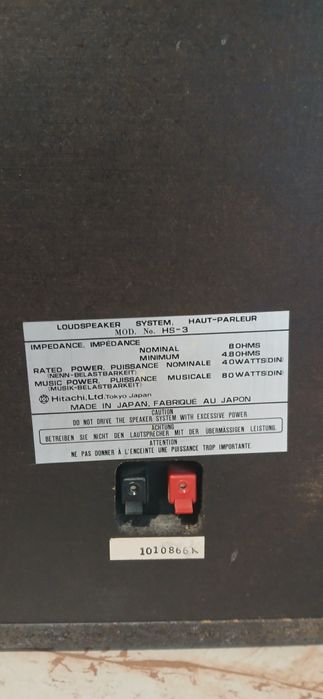 LOUDSPEAKER SYSTEM, HAUT-PARLEUR
MOD. No. HS-3
IMPEDANCE, IMPÉDANCE
NOMINAL 8OHMS
MINIMUM 4.8OHMS
RATED POWER, PUISSANCE NOMINALE 40WATTS(DIN)
(NENN-BELASTBARKEIT)
MUSIC POWER, PUISSANCE MUSICALE 80WATTS(DIN)
(MUSIK-BELASTBARKEIT)
Hitachi, Ltd. Tokyo Japan
MADE IN JAPAN, FABRIQUÉ AU JAPON
CAUTION
DO NOT DRIVE THE SPEAKER SYSTEM WITH EXCESSIVE POWER
ACHTUNG
BETREIBEN SIE NICHT DEN LAUTSPRECHER MIT DER ÜBERMÄSSIGEN LEISTUNG.
ATTENTION
NE PAS DONNER À L'ENCEINTE UNE PUISSANCE TROP IMPORTANTE
1010866K